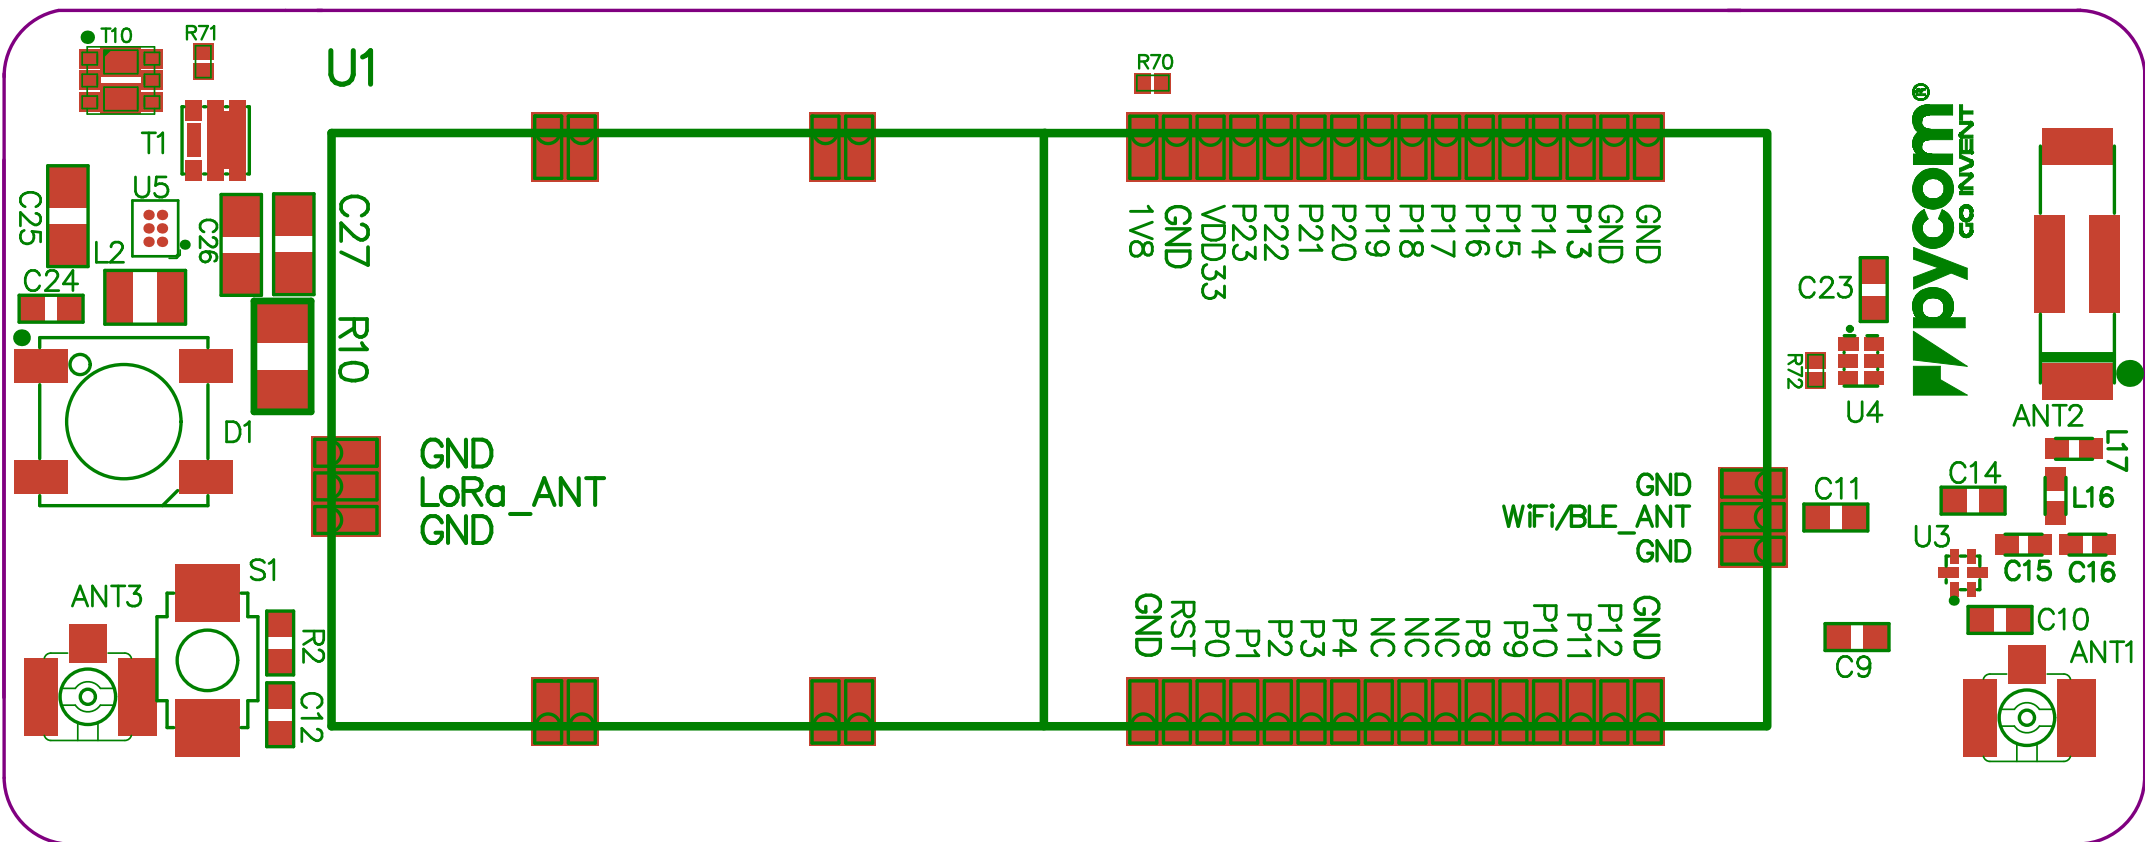 T10
R71
U1
R70
T1
U5
C25
C26
L2
C24
C27
R10
D1
1V8
GND
VDD33
P23
P22
P21
P20
P19
P18
P17
P16
P15
P14
P13
GND
GND
pycom®
GO INVENT
C23
R72
U4
ANT2
L17
GND
LoRa_ANT
GND
GND
WiFi/BLE_ANT
GND
C11
C14
L16
U3
C15
C16
S1
ANT3
R2
C12
GND
RST
P0
P1
P2
P3
P4
NC
NC
NC
P8
P9
P10
P11
P12
GND
C10
C9
ANT1